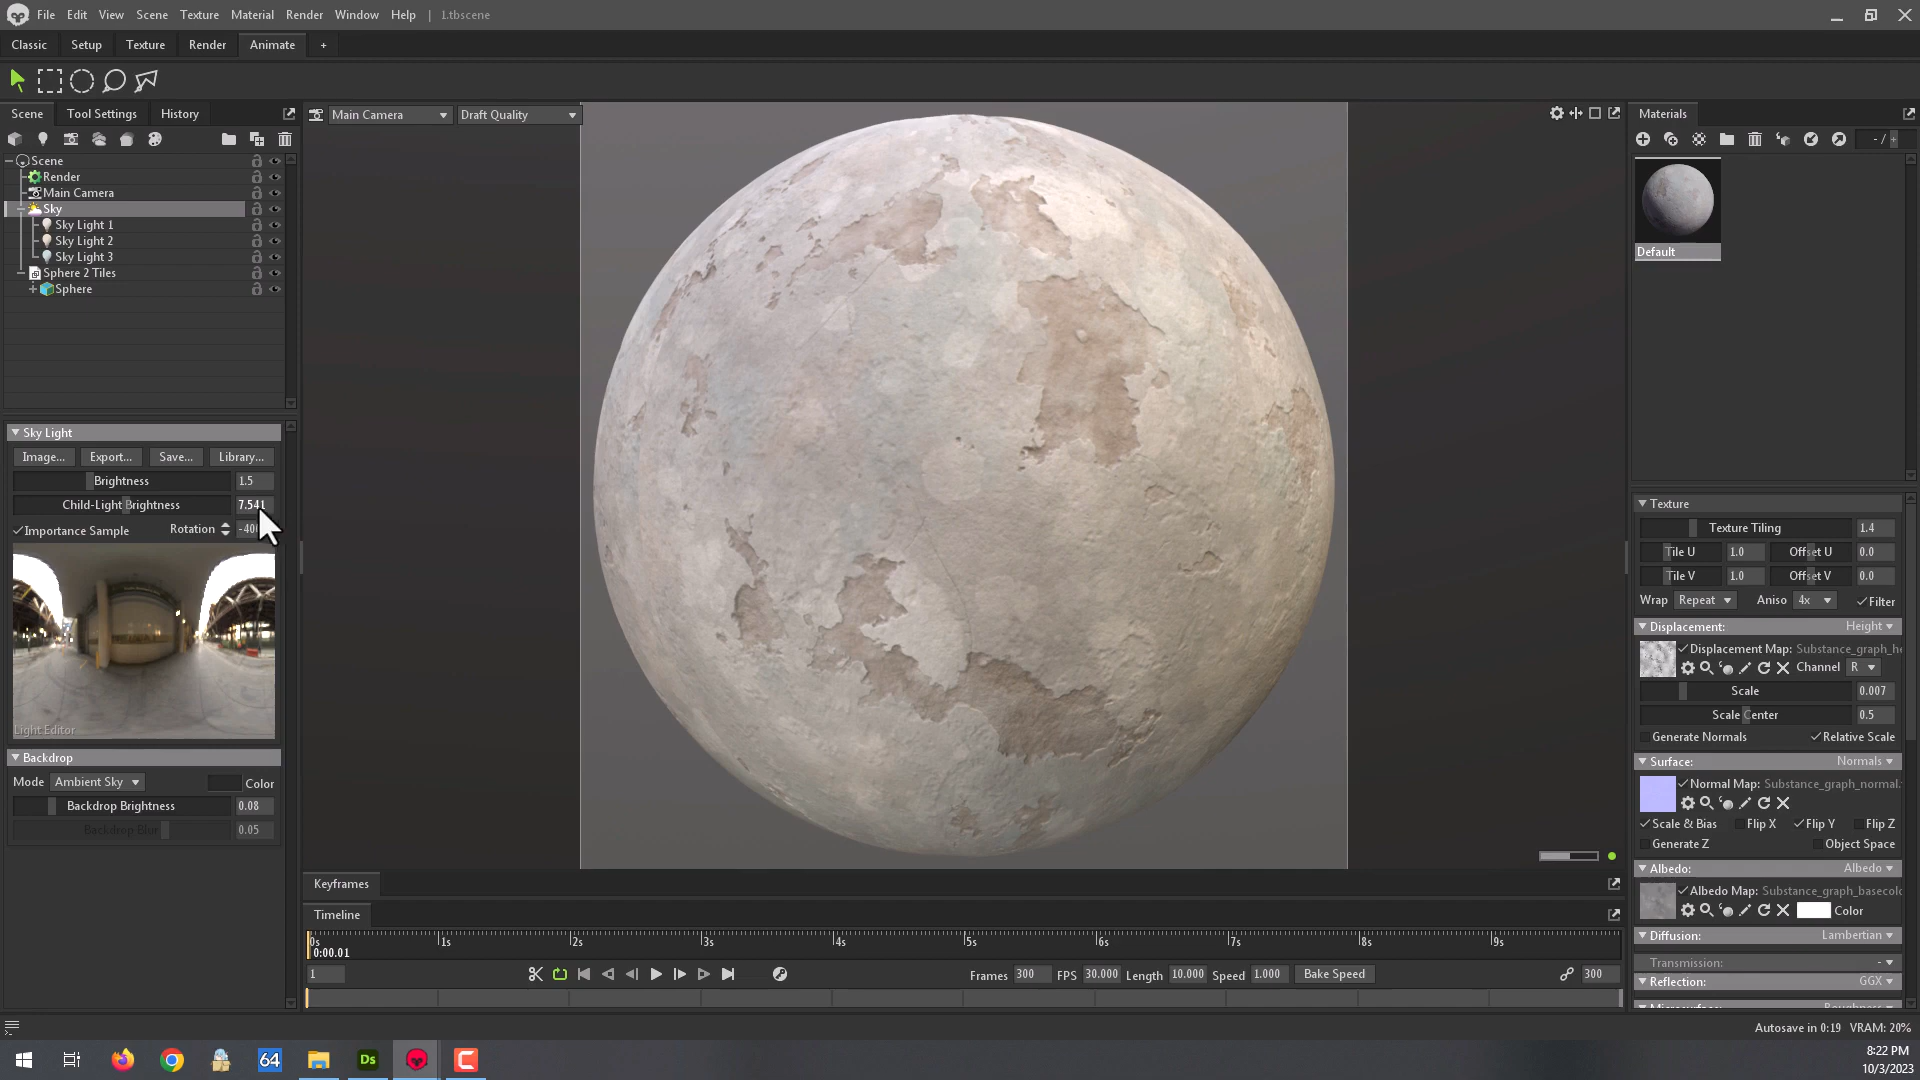 File Edit View Scene Texture Material Render Window Help | 1.tbscene
Classic Setup Texture Render Animate +
Scene Tool Settings History
Main Camera Draft Quality
Materials
Scene
Render
Main Camera
Sky
Sky Light 1
Sky Light 2
Sky Light 3
Sphere 2 Tiles
Sphere
Default
Sky Light
Image... Export... Save... Library...
Brightness 1.5
Child-Light Brightness 7.541
Importance Sample Rotation
Light Editor
Backdrop
Mode Ambient Sky Color
Backdrop Brightness 0.08
Backdrop Blur 0.05
Texture
Texture Tiling 1.4
Tile U 1.0 Offset U 0.0
Tile V 1.0 Offset V 0.0
Wrap Repeat Aniso 4x Filter
Displacement: Height
Displacement Map: Substance_graph_he
Channel R
Scale 0.007
Scale Center 0.5
Generate Normals Relative Scale
Surface: Normals
Normal Map: Substance_graph_normal.
Scale & Bias Flip X Flip Y Flip Z
Generate Z Object Space
Albedo: Albedo
Albedo Map: Substance_graph_basecolo
Color
Diffusion: Lambertian
Transmission: -
Reflection: GGX
Keyframes
Timeline
0s 1s 2s 3s 4s 5s 6s 7s 8s 9s
0:00.01
1 Frames 300 FPS 30.000 Length 10.000 Speed 1.000 Bake Speed 300
Autosave in 0:19 VRAM: 20%
64 Ds
8:22 PM
10/3/2023